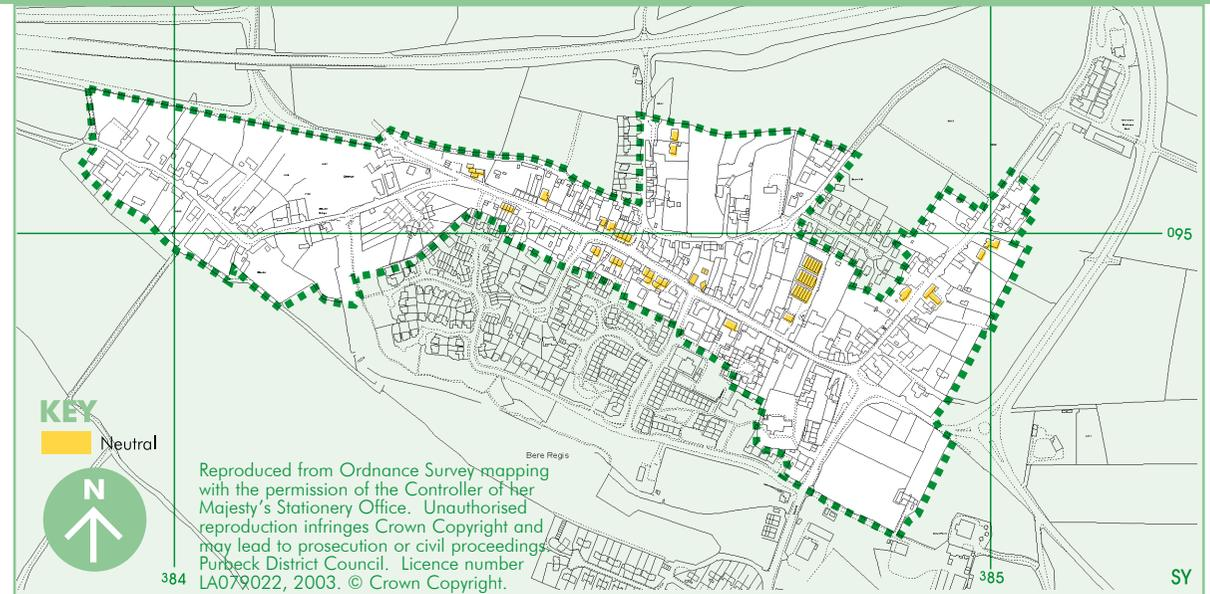 095
KEY
Neutral
N
Bere Regis
Reproduced from Ordnance Survey mapping
with the permission of the Controller of her
Majesty's Stationery Office. Unauthorised
reproduction infringes Crown Copyright and
may lead to prosecution or civil proceedings.
Purbeck District Council. Licence number
LA079022, 2003. © Crown Copyright.
384
385
SY